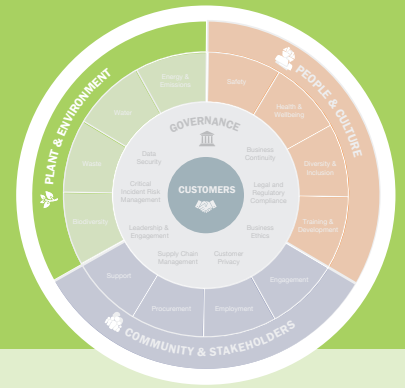 PLANT & ENVIRONMENT
PEOPLE & CULTURE
COMMUNITY & STAKEHOLDERS
Energy &
Emissions
Water
Waste
Biodiversity
Safety
Health &
Wellbeing
Diversity &
Inclusion
Training &
Development
Support
Procurement
Employment
Engagement
GOVERNANCE
Data
Security
Business
Continuity
Critical
Incident Risk
Management
Legal and
Regulatory
Compliance
Leadership &
Engagement
Business
Ethics
Supply Chain
Management
Customer
Privacy
CUSTOMERS